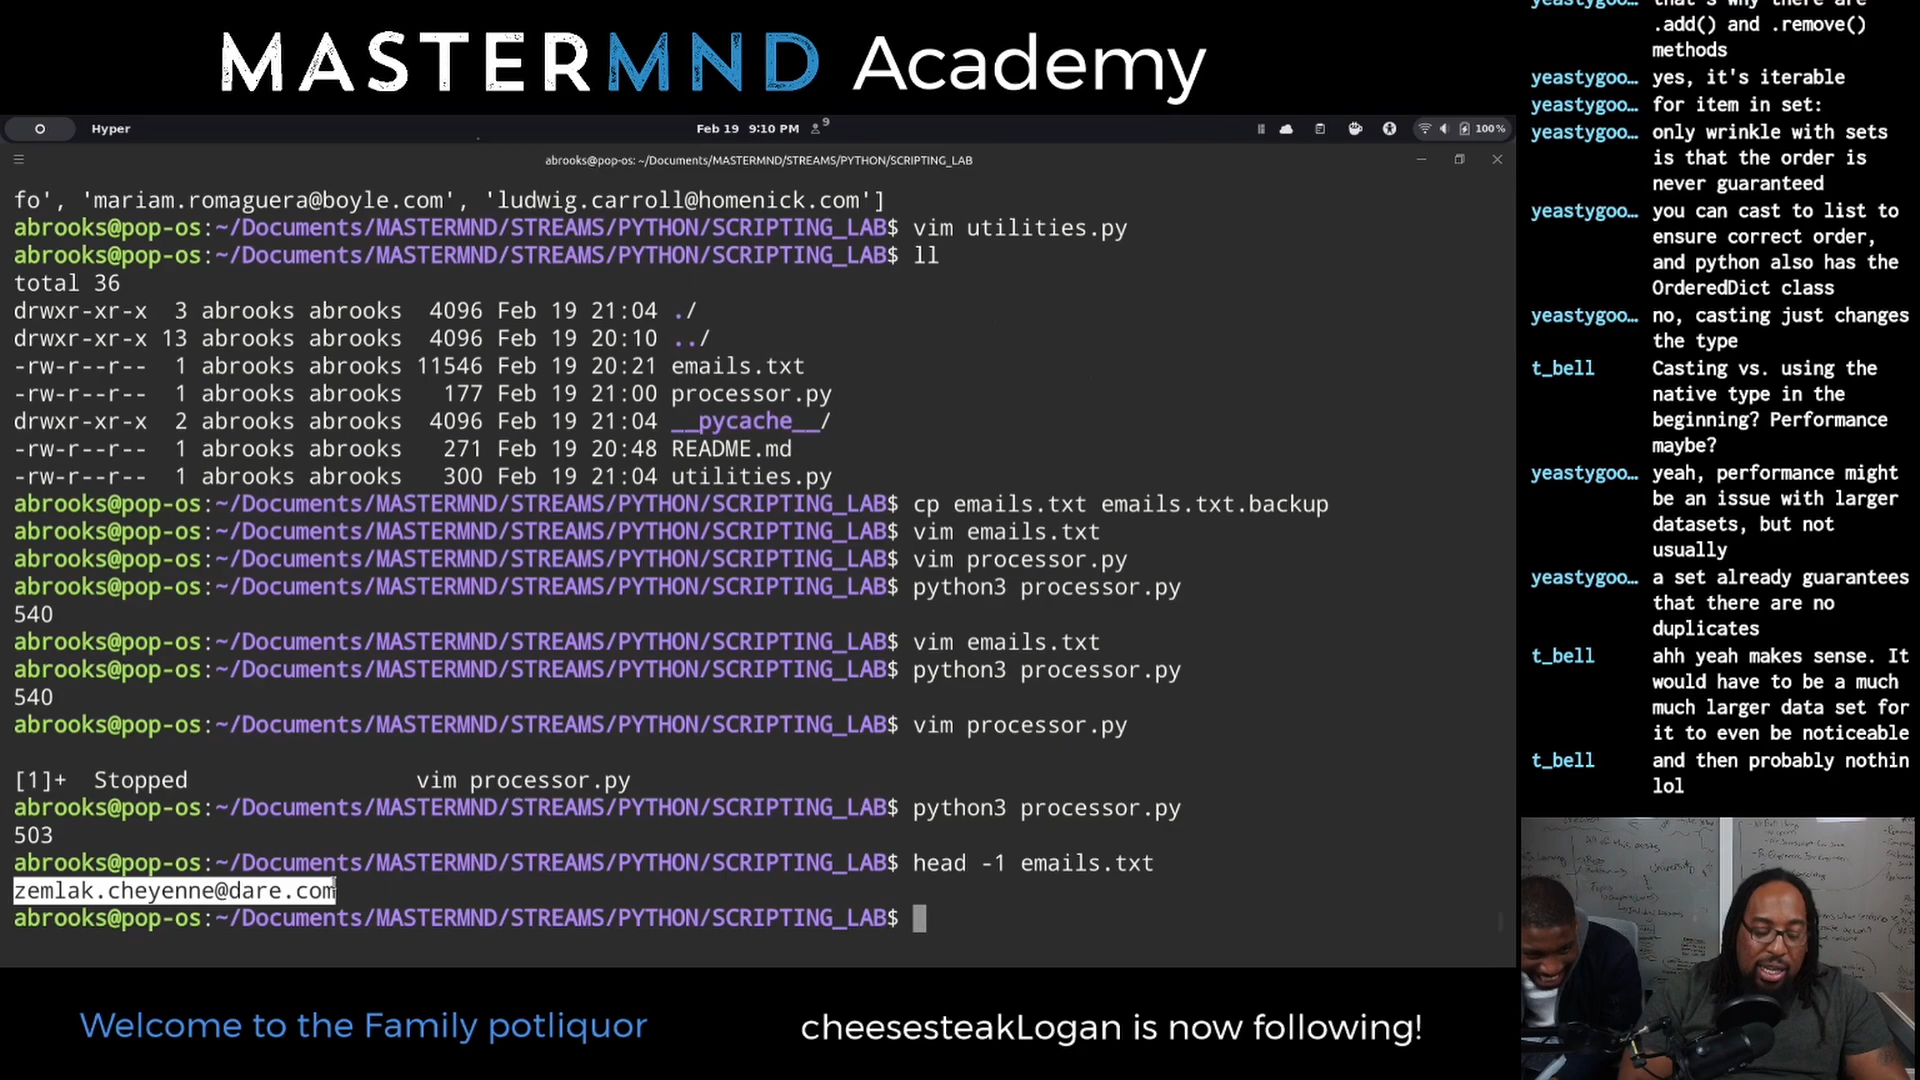 MASTERMND Academy
Hyper
Feb 19 9:10 PM
9
100%
abrooks@pop-os: ~/Documents/MASTERMND/STREAMS/PYTHON/SCRIPTING_LAB
fo', 'mariam.romaguera@boyle.com', 'ludwig.carroll@homenick.com']
abrooks@pop-os:~/Documents/MASTERMND/STREAMS/PYTHON/SCRIPTING_LAB$ vim utilities.py
abrooks@pop-os:~/Documents/MASTERMND/STREAMS/PYTHON/SCRIPTING_LAB$ ll
total 36
drwxr-xr-x 3 abrooks abrooks 4096 Feb 19 21:04 ./
drwxr-xr-x 13 abrooks abrooks 4096 Feb 19 20:10 ../
-rw-r--r-- 1 abrooks abrooks 11546 Feb 19 20:21 emails.txt
-rw-r--r-- 1 abrooks abrooks 177 Feb 19 21:00 processor.py
drwxr-xr-x 2 abrooks abrooks 4096 Feb 19 21:04 __pycache__/
-rw-r--r-- 1 abrooks abrooks 271 Feb 19 20:48 README.md
-rw-r--r-- 1 abrooks abrooks 300 Feb 19 21:04 utilities.py
abrooks@pop-os:~/Documents/MASTERMND/STREAMS/PYTHON/SCRIPTING_LAB$ cp emails.txt emails.txt.backup
abrooks@pop-os:~/Documents/MASTERMND/STREAMS/PYTHON/SCRIPTING_LAB$ vim emails.txt
abrooks@pop-os:~/Documents/MASTERMND/STREAMS/PYTHON/SCRIPTING_LAB$ vim processor.py
abrooks@pop-os:~/Documents/MASTERMND/STREAMS/PYTHON/SCRIPTING_LAB$ python3 processor.py
540
abrooks@pop-os:~/Documents/MASTERMND/STREAMS/PYTHON/SCRIPTING_LAB$ vim emails.txt
abrooks@pop-os:~/Documents/MASTERMND/STREAMS/PYTHON/SCRIPTING_LAB$ python3 processor.py
540
abrooks@pop-os:~/Documents/MASTERMND/STREAMS/PYTHON/SCRIPTING_LAB$ vim processor.py
[1]+ Stopped vim processor.py
abrooks@pop-os:~/Documents/MASTERMND/STREAMS/PYTHON/SCRIPTING_LAB$ python3 processor.py
503
abrooks@pop-os:~/Documents/MASTERMND/STREAMS/PYTHON/SCRIPTING_LAB$ head -1 emails.txt
zemlak.cheyenne@dare.com
abrooks@pop-os:~/Documents/MASTERMND/STREAMS/PYTHON/SCRIPTING_LAB$
yeastygoo… that's why there are
.add() and .remove()
methods
yeastygoo… yes, it's iterable
yeastygoo… for item in set:
yeastygoo… only wrinkle with sets
is that the order is
never guaranteed
yeastygoo… you can cast to list to
ensure correct order,
and python also has the
OrderedDict class
yeastygoo… no, casting just changes
the type
t_bell Casting vs. using the
native type in the
beginning? Performance
maybe?
yeastygoo… yeah, performance might
be an issue with larger
datasets, but not
usually
yeastygoo… a set already guarantees
that there are no
duplicates
t_bell ahh yeah makes sense. It
would have to be a much
much larger data set for
it to even be noticeable
t_bell and then probably nothin
lol
Welcome to the Family potliquor
cheesesteakLogan is now following!